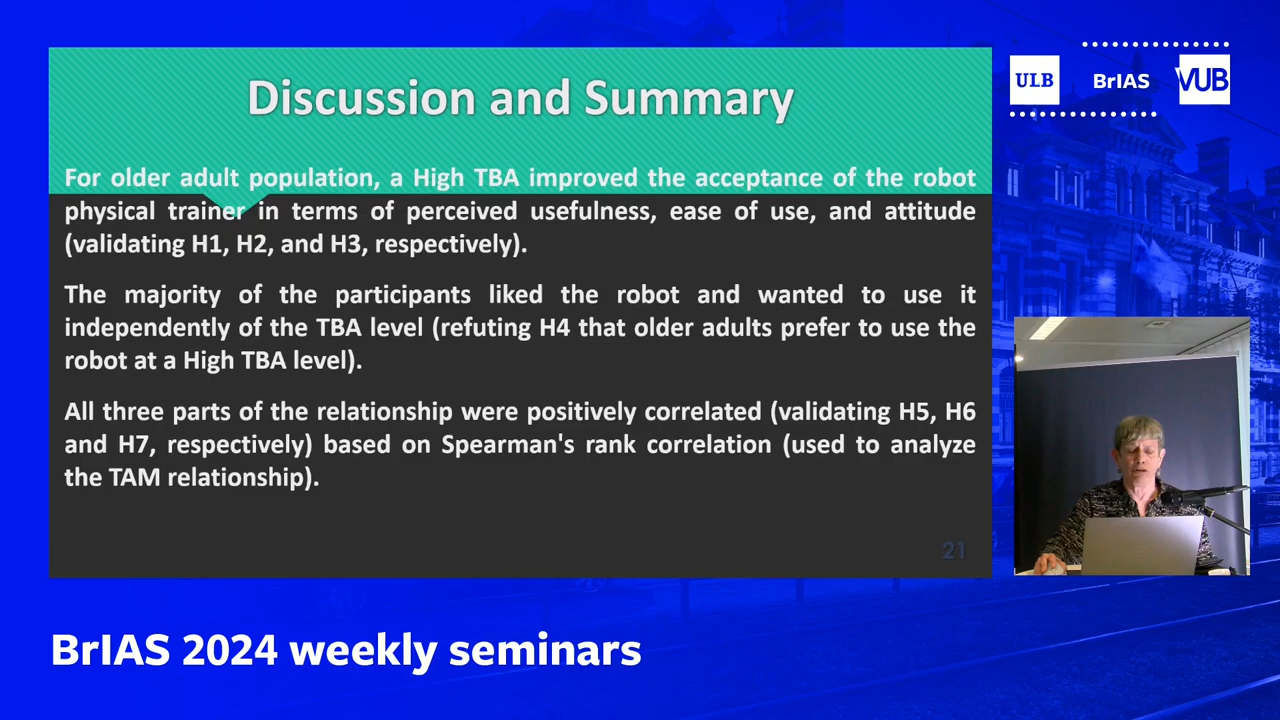 Discussion and Summary
For older adult population, a High TBA improved the acceptance of the robot
physical trainer in terms of perceived usefulness, ease of use, and attitude
(validating H1, H2, and H3, respectively).
The majority of the participants liked the robot and wanted to use it
independently of the TBA level (refuting H4 that older adults prefer to use the
robot at a High TBA level).
All three parts of the relationship were positively correlated (validating H5, H6
and H7, respectively) based on Spearman's rank correlation (used to analyze
the TAM relationship).
21
ULB BrIAS VUB
BrIAS 2024 weekly seminars